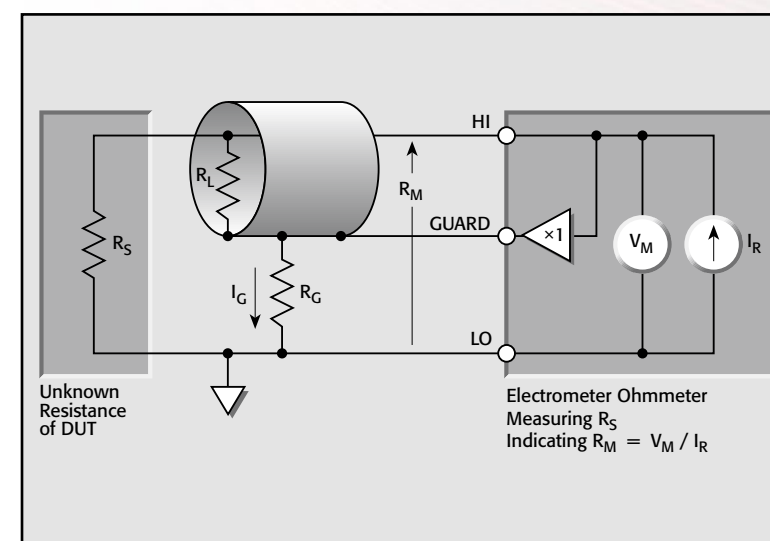 HI
R_L
R_M
GUARD
×1
V_M
I_R
R_S
I_G
R_G
LO
Unknown
Resistance
of DUT
Electrometer Ohmmeter
Measuring R_S
Indicating R_M = V_M / I_R